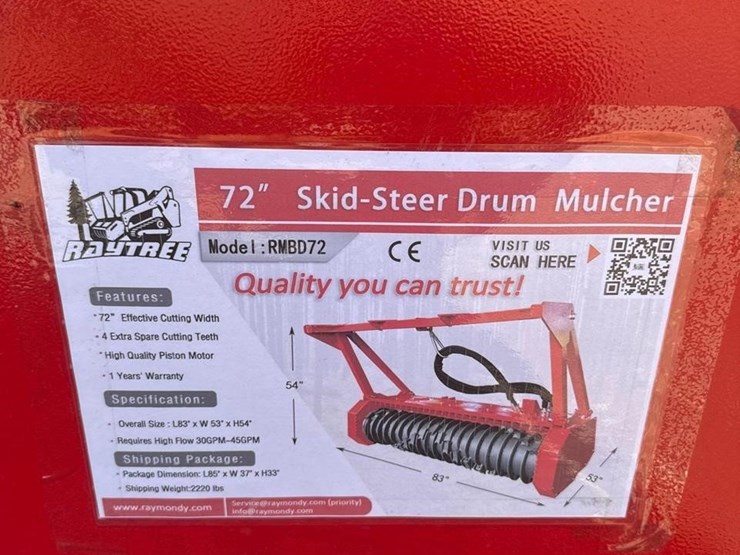 72" Skid-Steer Drum Mulcher
RAYTREE
Model:RMBD72
CE
VISIT US
SCAN HERE
Quality you can trust!
Features:
72" Effective Cutting Width
4 Extra Spare Cutting Teeth
High Quality Piston Motor
1 Years' Warranty
Specification:
Overall Size : L83" x W 53" x H54"
Requires High Flow 30GPM-45GPM
Shipping Package:
Package Dimension: L85" x W 37" x H33"
Shipping Weight:2220 lbs
54"
83"
53"
www.raymondy.com
Service@raymondy.com (priority)
info@raymondy.com